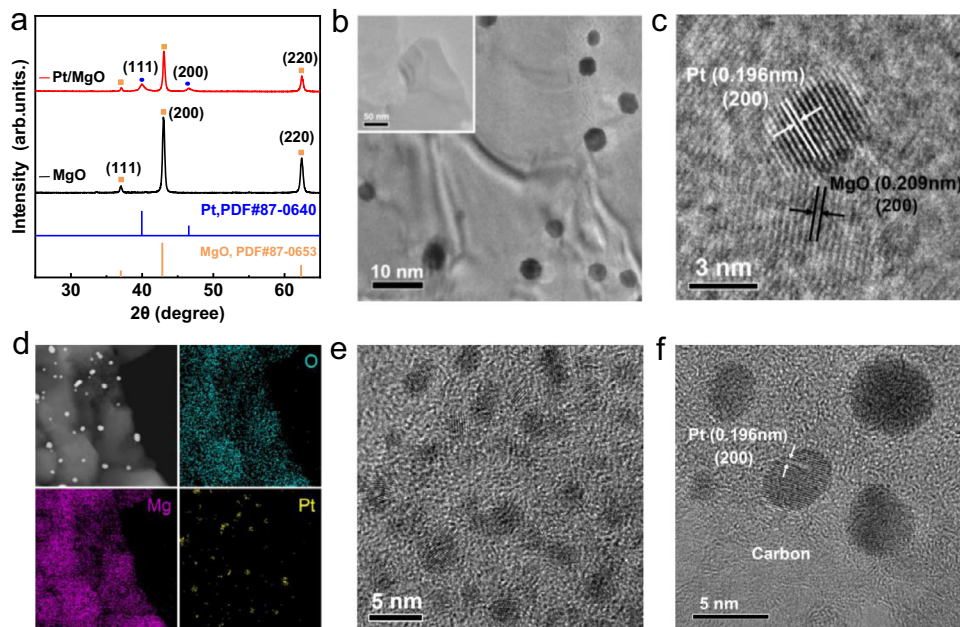 a
Intensity (arb.units.)
Pt/MgO
(111)
(200)
(220)
MgO
(111)
(200)
(220)
Pt,PDF#87-0640
MgO, PDF#87-0653
30 40 50 60
2θ (degree)
b
50 nm
10 nm
c
Pt (0.196nm)
(200)
MgO (0.209nm)
(200)
3 nm
d
O
Mg
Pt
e
5 nm
f
Pt (0.196nm)
(200)
Carbon
5 nm